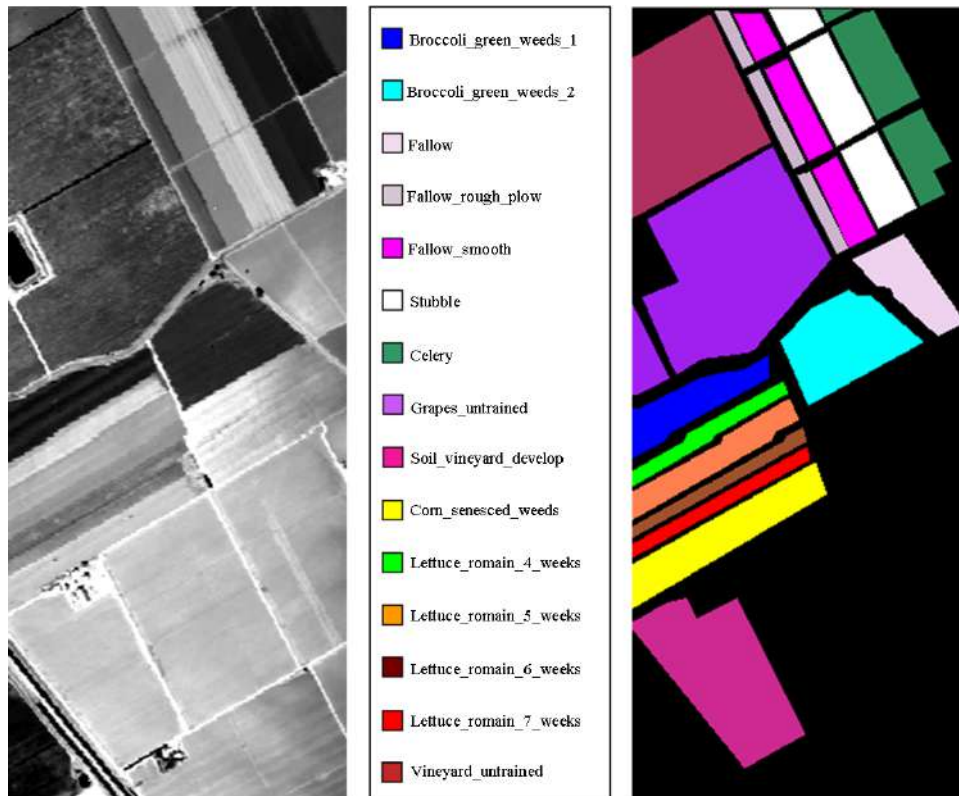 Broccoli_green_weeds_1
Broccoli_green_weeds_2
Fallow
Fallow_rough_plow
Fallow_smooth
Stubble
Celery
Grapes_untrained
Soil_vineyard_develop
Corn_senesced_weeds
Lettuce_romain_4_weeks
Lettuce_romain_5_weeks
Lettuce_romain_6_weeks
Lettuce_romain_7_weeks
Vineyard_untrained